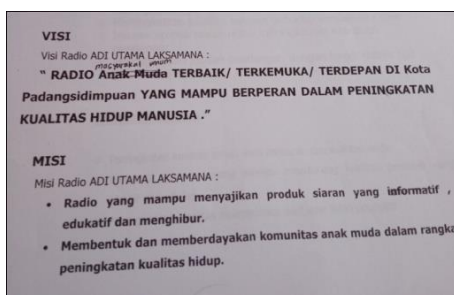 VISI
Visi Radio ADI UTAMA LAKSAMANA :
masyarakat umum
" RADIO Anak Muda TERBAIK/ TERKEMUKA/ TERDEPAN DI Kota
Padangsidimpuan YANG MAMPU BERPERAN DALAM PENINGKATAN
KUALITAS HIDUP MANUSIA ."
MISI
Misi Radio ADI UTAMA LAKSAMANA :
• Radio yang mampu menyajikan produk siaran yang informatif ,
edukatif dan menghibur.
• Membentuk dan memberdayakan komunitas anak muda dalam rangka
peningkatan kualitas hidup.